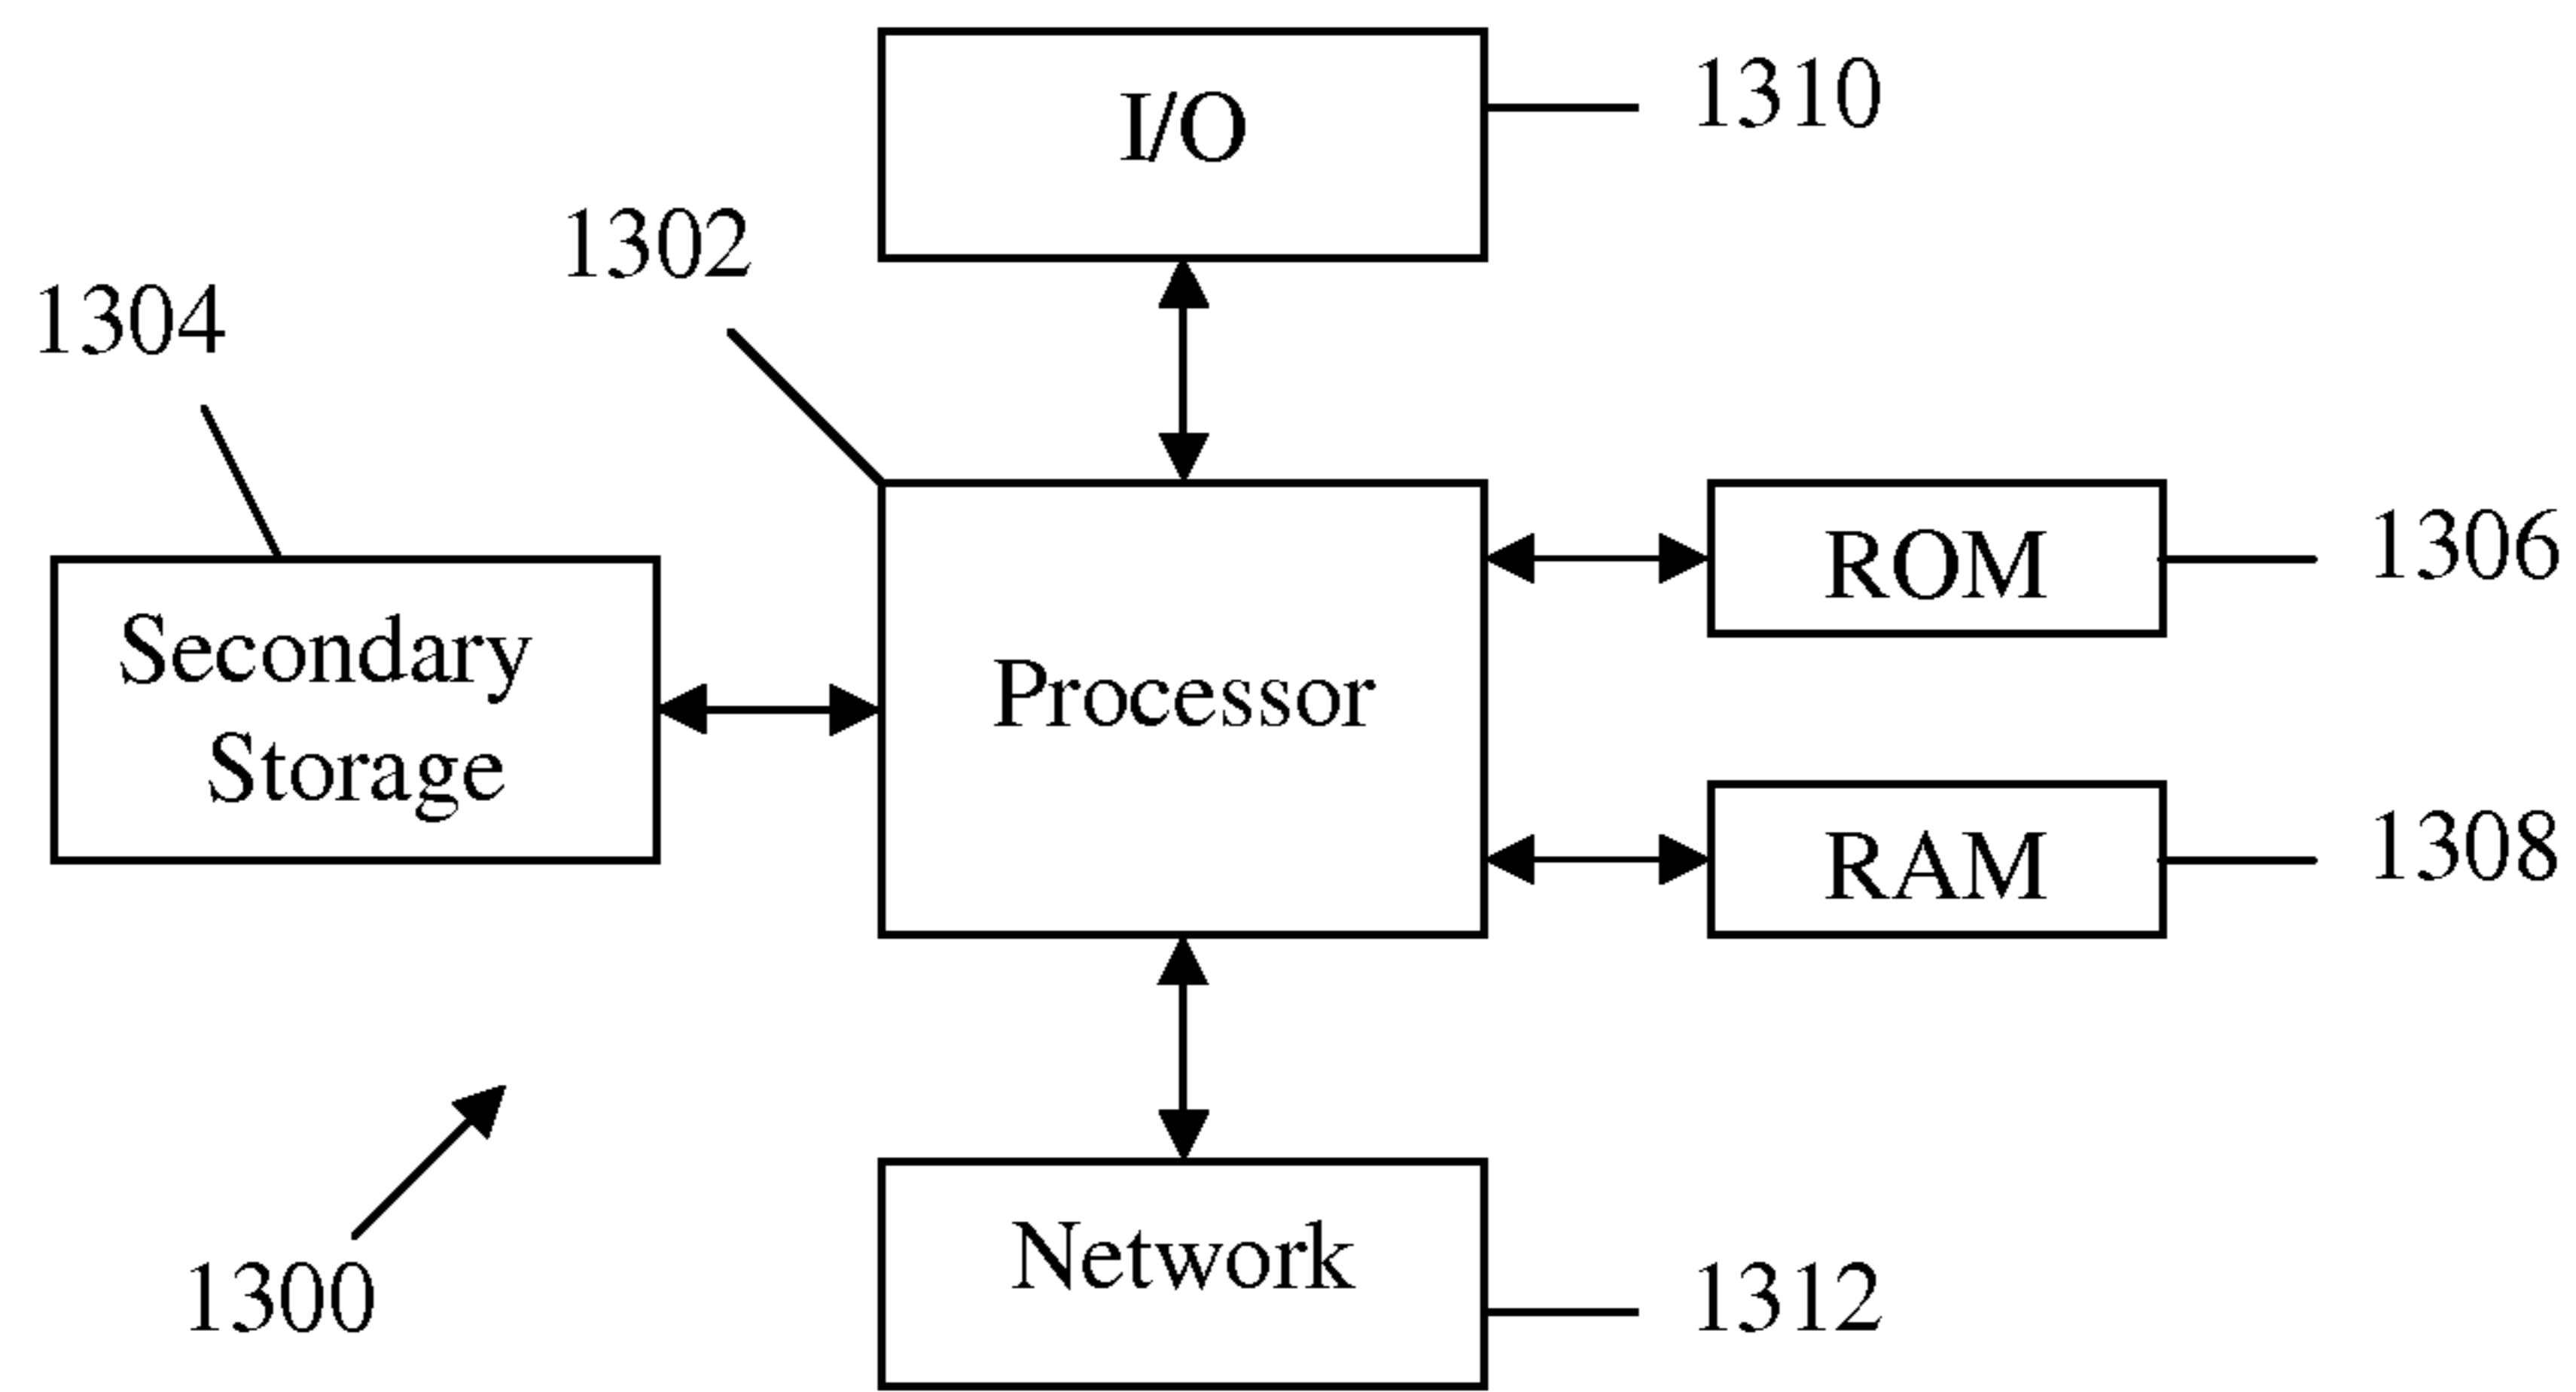 I/O
1310
1302
1304
ROM
1306
Secondary
Storage
Processor
RAM
1308
Network
1300
1312